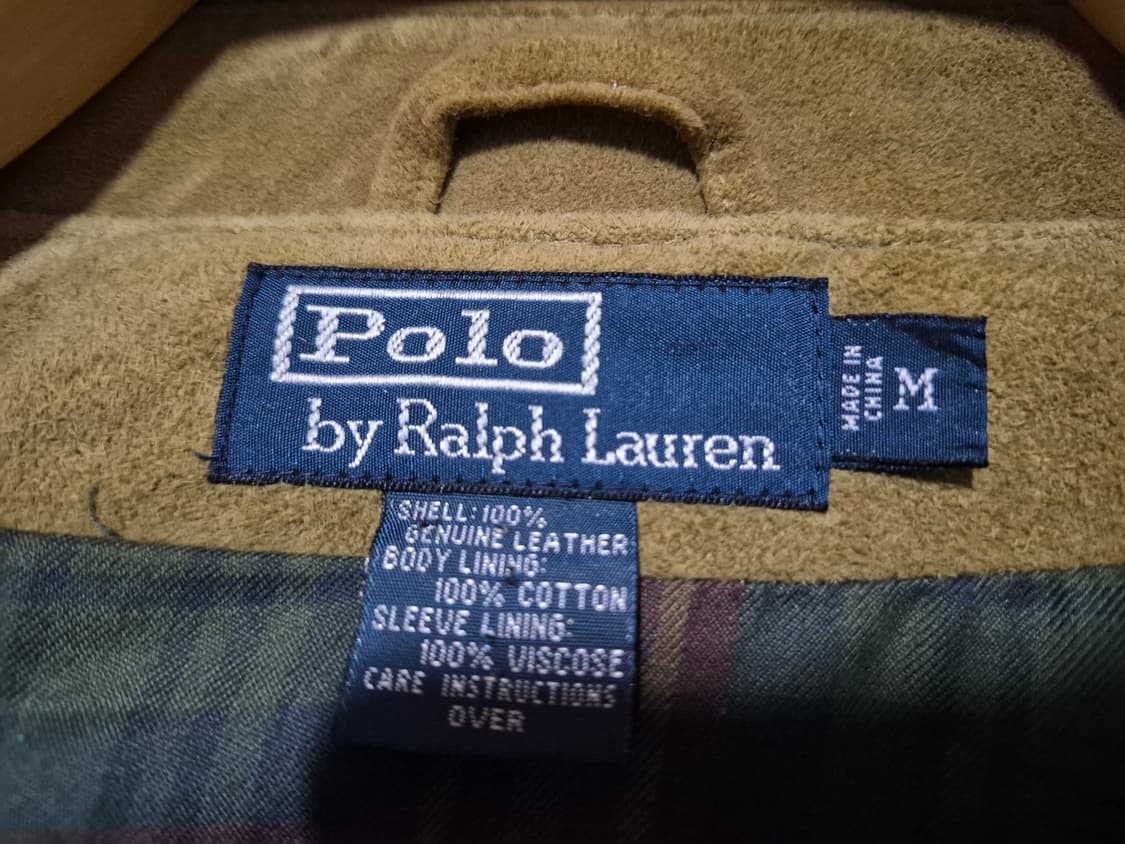 Polo
by Ralph Lauren
MADE IN
CHINA
M
SHELL: 100%
GENUINE LEATHER
BODY LINING:
100% COTTON
SLEEVE LINING:
100% VISCOSE
CARE INSTRUCTIONS
OVER